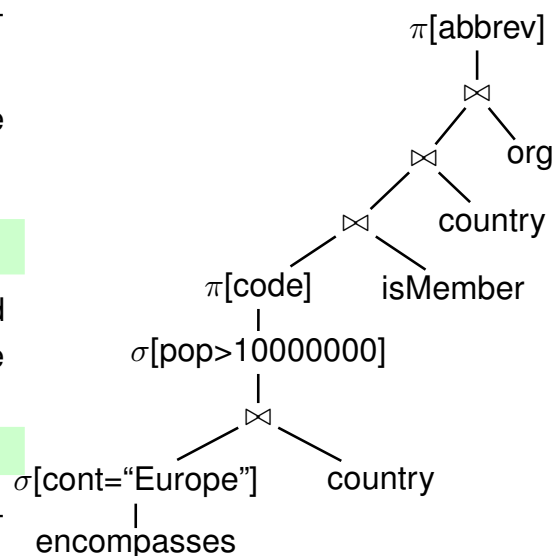 π[abbrev]
⋈
e
org
⋈
country
⋈
π[code] isMember
d
σ[pop>10000000]
e
⋈
σ[cont=“Europe”] country
encompasses